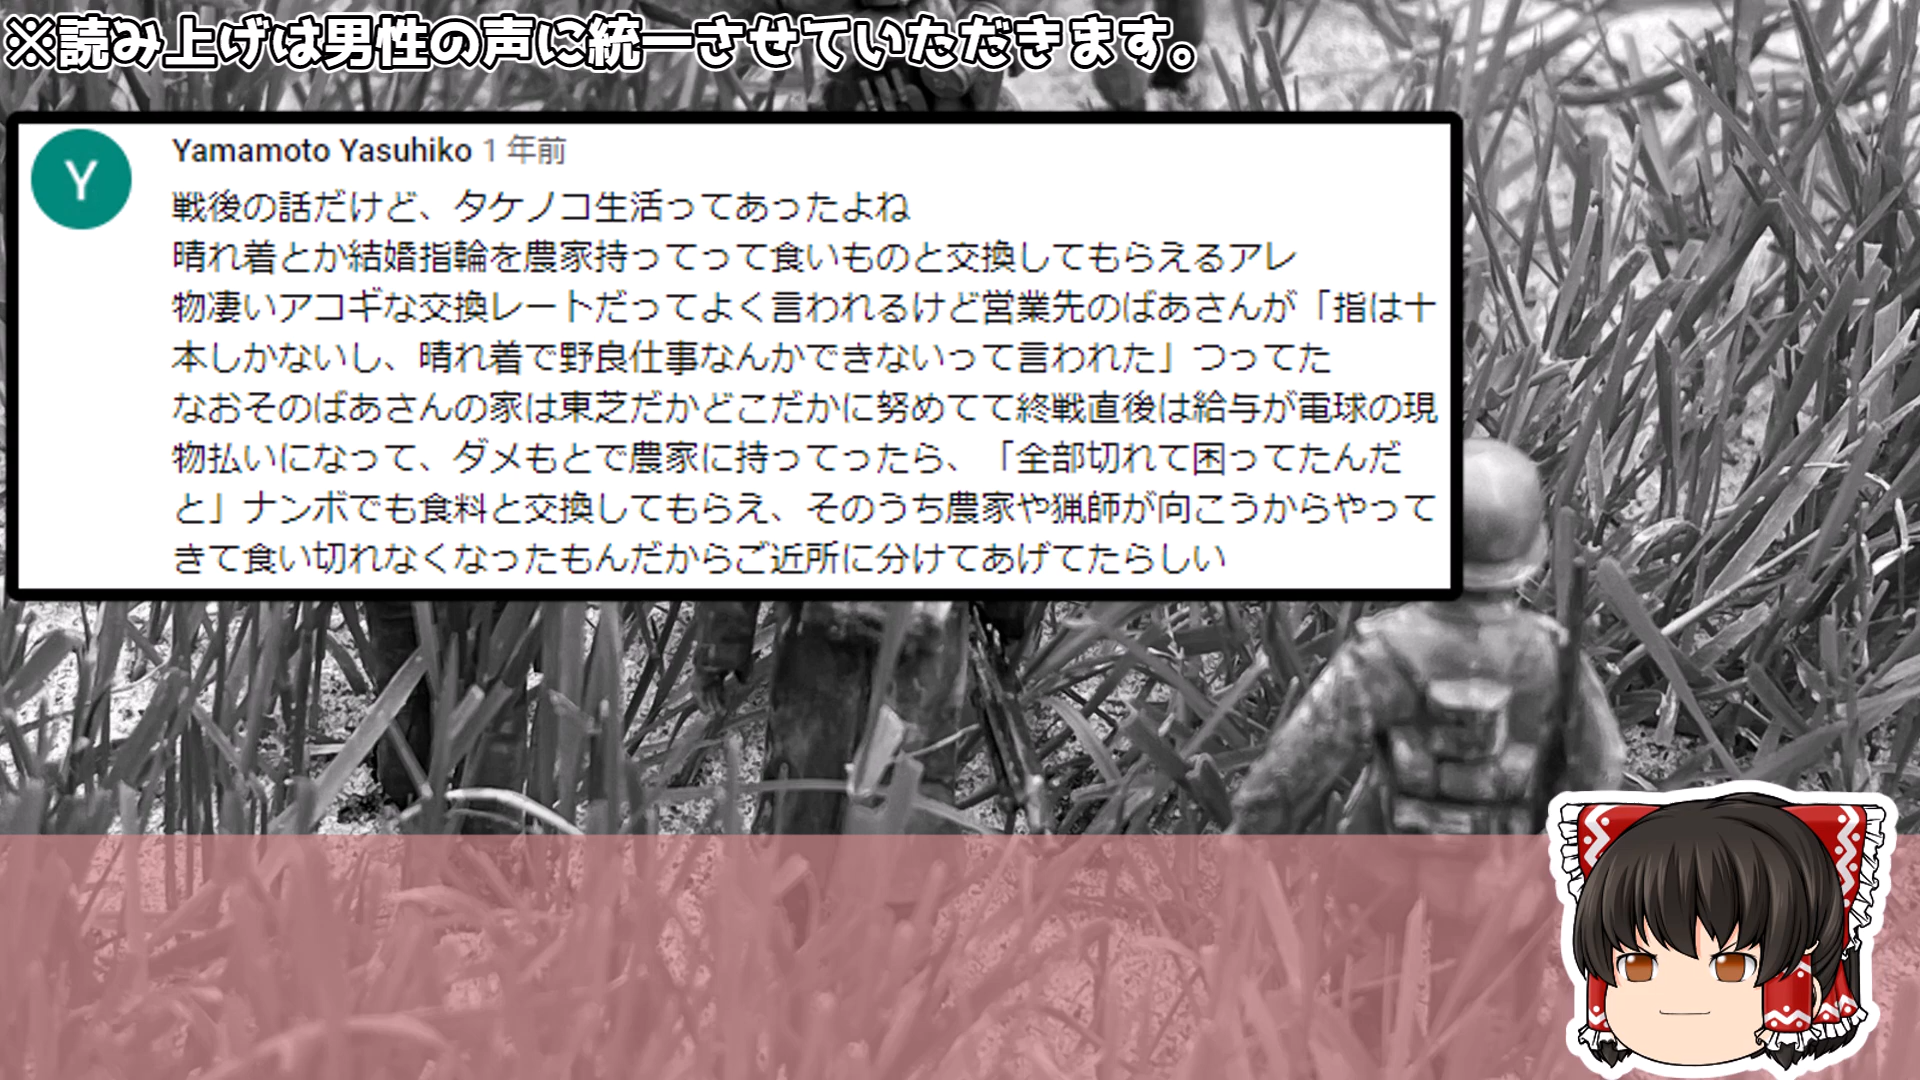 ※読み上げは男性の声に統一させていただきます。
Y
Yamamoto Yasuhiko 1 年前
戦後の話だけど、タケノコ生活ってあったよね
晴れ着とか結婚指輪を農家持ってって食いものと交換してもらえるアレ
物凄いアコギな交換レートだってよく言われるけど営業先のばあさんが「指は十
本しかないし、晴れ着で野良仕事なんかできないって言われた」つってた
なおそのばあさんの家は東芝だかどこだかに努めてて終戦直後は給与が電球の現
物払いになって、ダメもとで農家に持ってったら、「全部切れて困ってたんだ
と」ナンボでも食料と交換してもらえ、そのうち農家や猟師が向こうからやって
きて食い切れなくなったもんだからご近所に分けてあげてたらしい